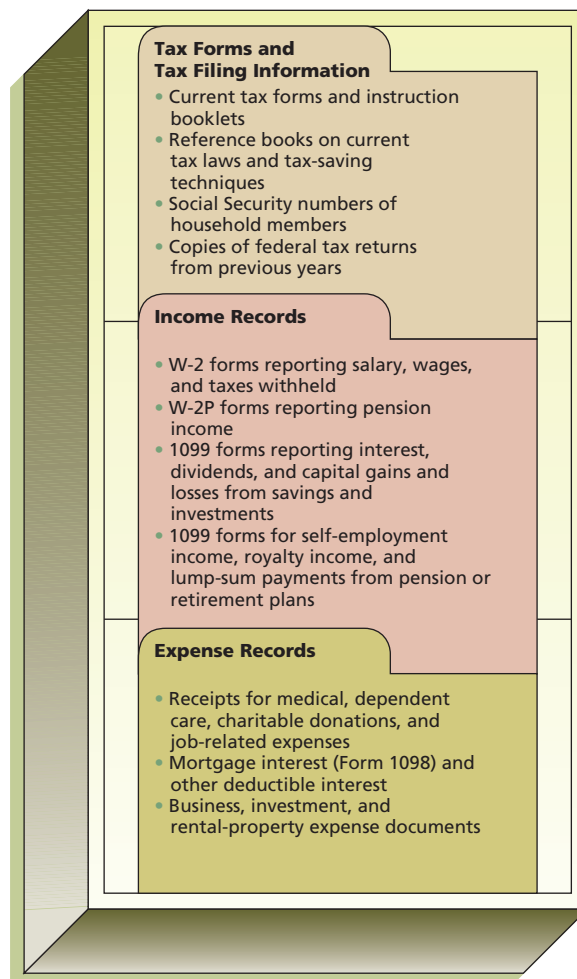 Tax Forms and
Tax Filing Information
• Current tax forms and instruction
booklets
• Reference books on current
tax laws and tax-saving
techniques
• Social Security numbers of
household members
• Copies of federal tax returns
from previous years
Income Records
• W-2 forms reporting salary, wages,
and taxes withheld
• W-2P forms reporting pension
income
• 1099 forms reporting interest,
dividends, and capital gains and
losses from savings and
investments
• 1099 forms for self-employment
income, royalty income, and
lump-sum payments from pension or
retirement plans
Expense Records
• Receipts for medical, dependent
care, charitable donations, and
job-related expenses
• Mortgage interest (Form 1098) and
other deductible interest
• Business, investment, and
rental-property expense documents